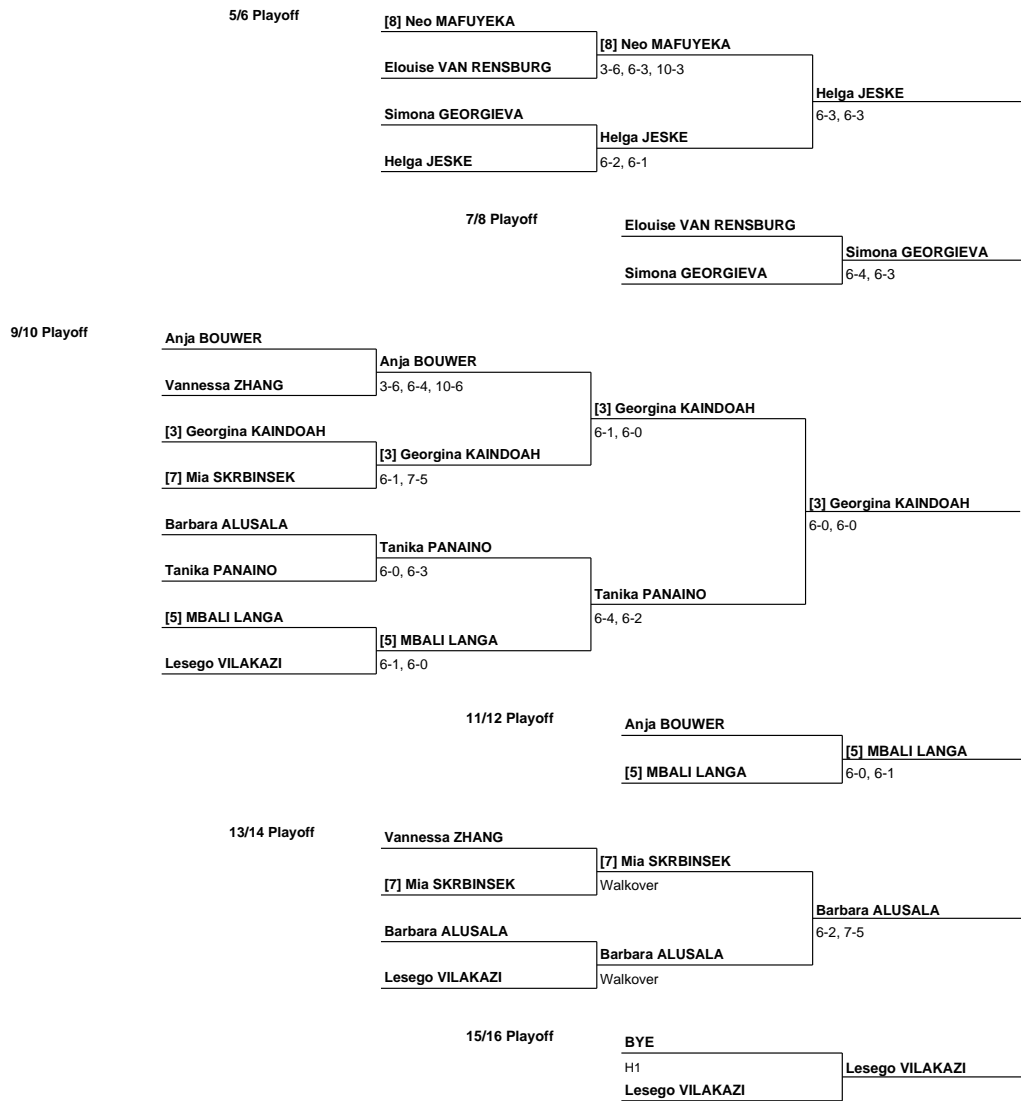 5/6 Playoff
[8] Neo MAFUYEKA
[8] Neo MAFUYEKA
Elouise VAN RENSBURG
3-6, 6-3, 10-3
Helga JESKE
Simona GEORGIEVA
6-3, 6-3
Helga JESKE
Helga JESKE
6-2, 6-1
7/8 Playoff
Elouise VAN RENSBURG
Simona GEORGIEVA
Simona GEORGIEVA
6-4, 6-3
9/10 Playoff
Anja BOUWER
Anja BOUWER
Vannessa ZHANG
3-6, 6-4, 10-6
[3] Georgina KAINDOAH
[3] Georgina KAINDOAH
6-1, 6-0
[3] Georgina KAINDOAH
[7] Mia SKRBINSEK
6-1, 7-5
[3] Georgina KAINDOAH
Barbara ALUSALA
6-0, 6-0
Tanika PANAINO
Tanika PANAINO
6-0, 6-3
Tanika PANAINO
[5] MBALI LANGA
6-4, 6-2
[5] MBALI LANGA
Lesego VILAKAZI
6-1, 6-0
11/12 Playoff
Anja BOUWER
[5] MBALI LANGA
[5] MBALI LANGA
6-0, 6-1
13/14 Playoff
Vannessa ZHANG
[7] Mia SKRBINSEK
[7] Mia SKRBINSEK
Walkover
Barbara ALUSALA
Barbara ALUSALA
6-2, 7-5
Barbara ALUSALA
Lesego VILAKAZI
Walkover
15/16 Playoff
BYE
H1
Lesego VILAKAZI
Lesego VILAKAZI